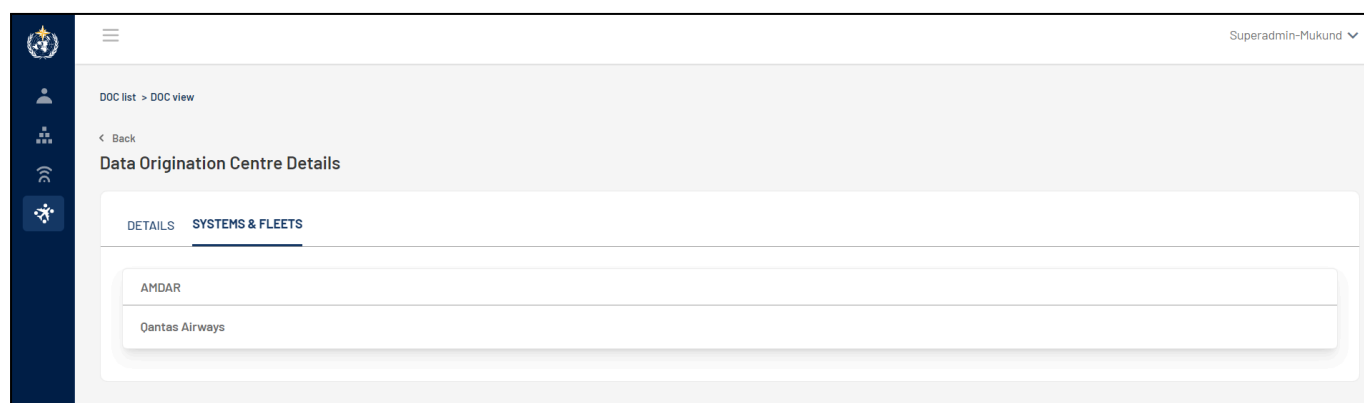 Superadmin-Mukund
DOC list > DOC view
< Back
Data Origination Centre Details
DETAILS SYSTEMS & FLEETS
AMDAR
Qantas Airways